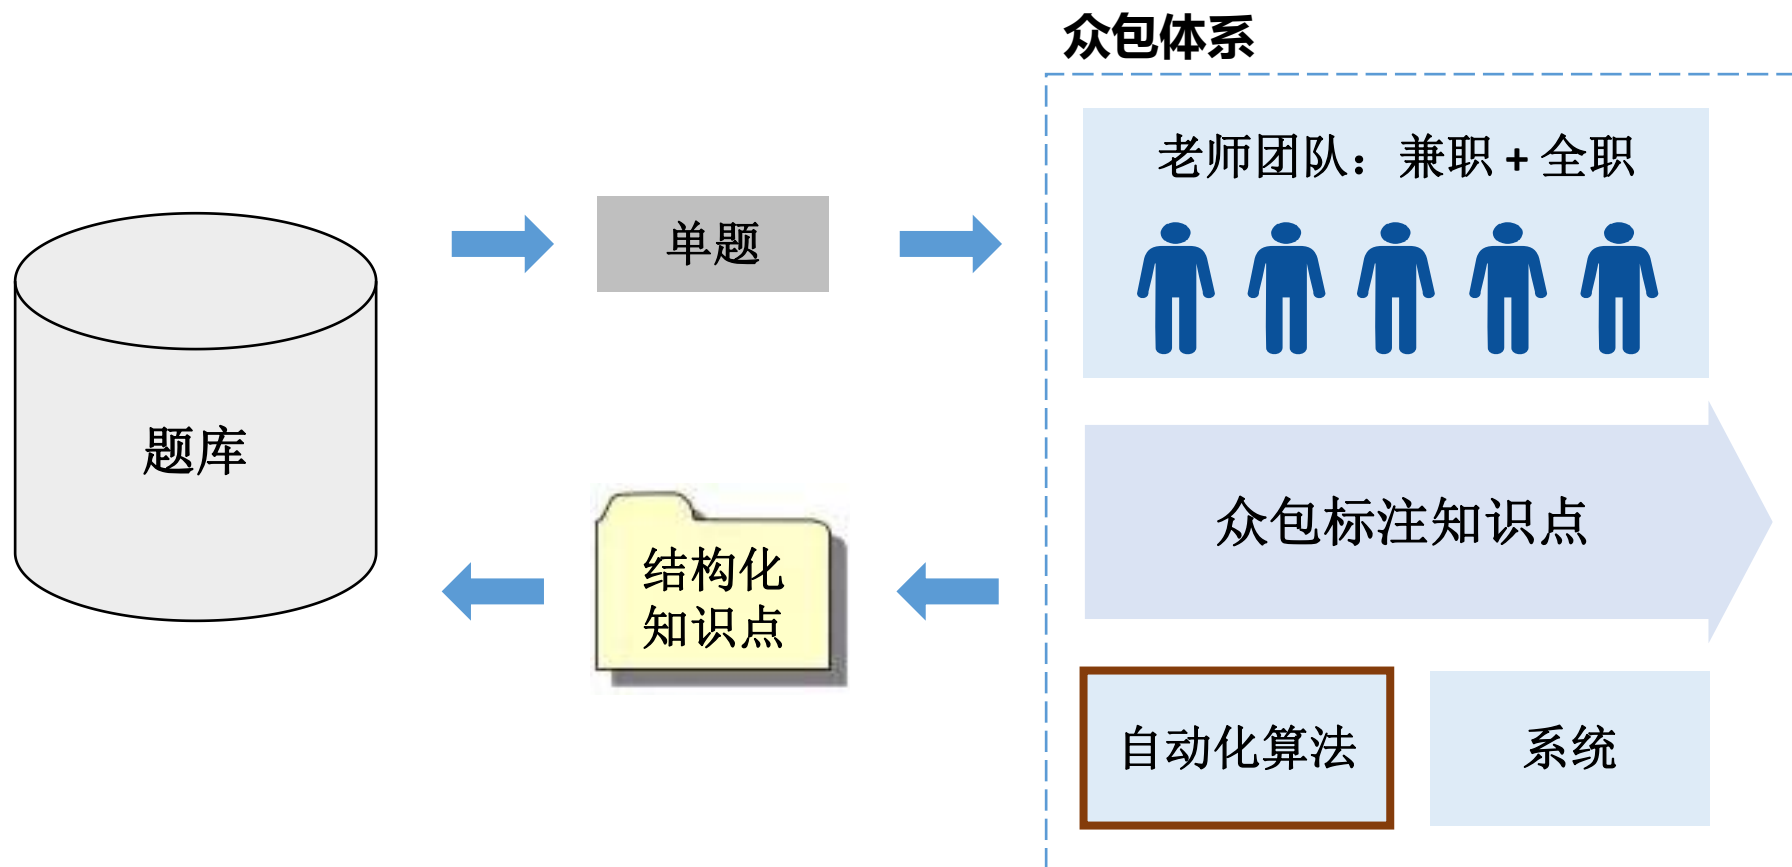 众包体系
老师团队：兼职 + 全职
单题
题库
众包标注知识点
结构化
知识点
自动化算法
系统